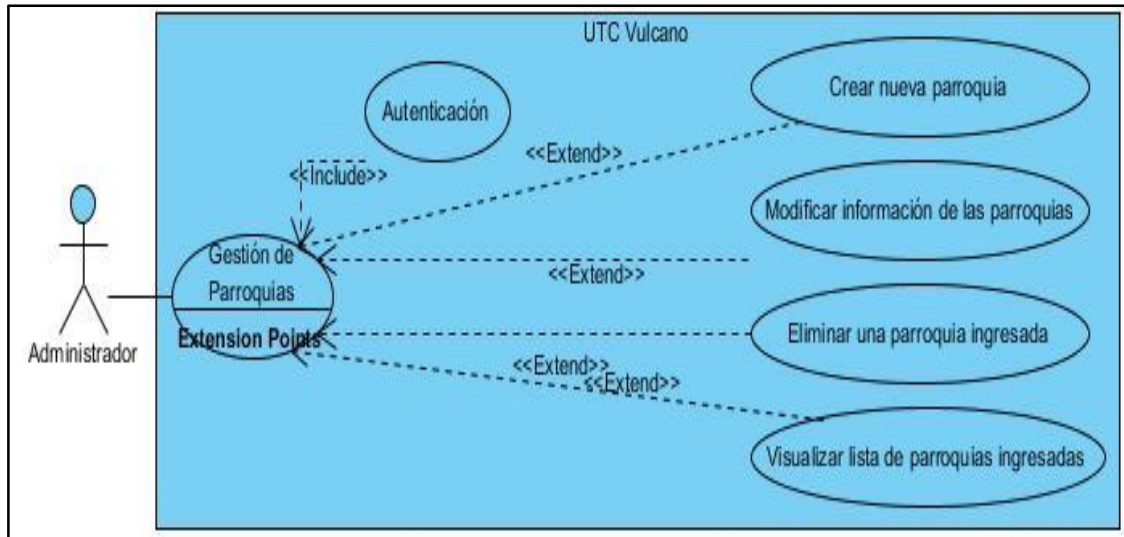 UTC Vulcano
Crear nueva parroquia
Autenticación
<<Extend>>
<<Include>>
Modificar información de las parroquias
Gestión de
Parroquias
<<Extend>>
Extension Points
Eliminar una parroquia ingresada
Administrador
<<Extend>>
<<Extend>>
Visualizar lista de parroquias ingresadas